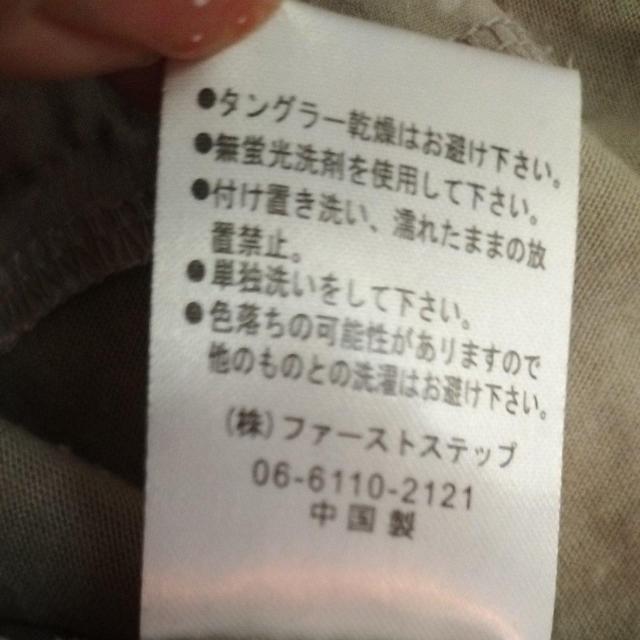 ●タングラー乾燥はお避け下さい。
●無蛍光洗剤を使用して下さい。
●付け置き洗い、濡れたままの放
置禁止。
●単独洗いをして下さい。
●色落ちの可能性がありますので
他のものとの洗濯はお避け下さい。
(株)ファーストステップ
06-6110-2121
中国製